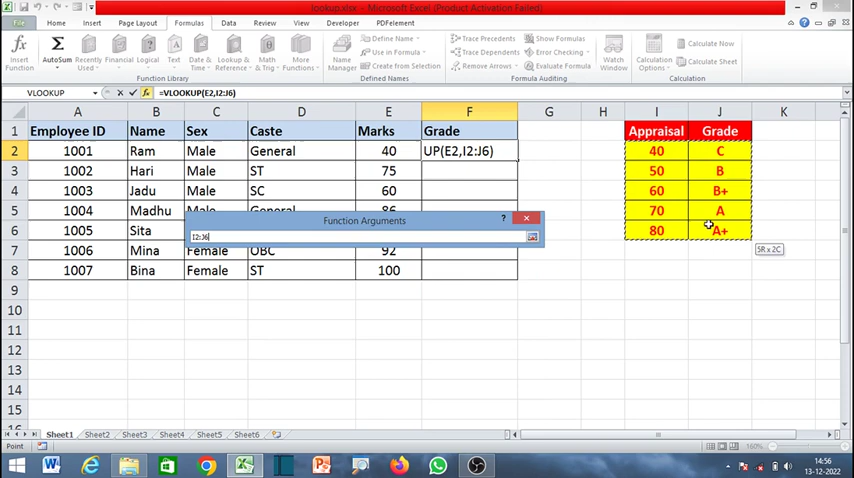 lookup.xlsx - Microsoft Excel (Product Activation Failed)
File Home Insert Page Layout Formulas Data Review View Developer PDFelement
fx Insert Function
Σ AutoSum
Recently Used
Financial
Logical
Text
Date & Time
Lookup & Reference
Math & Trig
More Functions
Function Library
Name Manager
Define Name
Use in Formula
Create from Selection
Defined Names
Trace Precedents
Trace Dependents
Remove Arrows
Show Formulas
Error Checking
Evaluate Formula
Formula Auditing
Watch Window
Calculation Options
Calculate Now
Calculate Sheet
Calculation
VLOOKUP fx =VLOOKUP(E2,I2:J6)
A B C D E F G H I J K
1 Employee ID Name Sex Caste Marks Grade Appraisal Grade
2 1001 Ram Male General 40 UP(E2,I2:J6) 40 C
3 1002 Hari Male ST 75 50 B
4 1003 Jadu Male SC 60 60 B+
5 1004 Madhu Male General 86 70 A
Function Arguments ?
6 1005 Sita 80 A+
I2:J6
5R x 2C
7 1006 Mina Female OBC 92
8 1007 Bina Female ST 100
9
10
11
12
13
14
15
Sheet1 Sheet2 Sheet3 Sheet4 Sheet5 Sheet6
Point 160%
14:56
13-12-2022